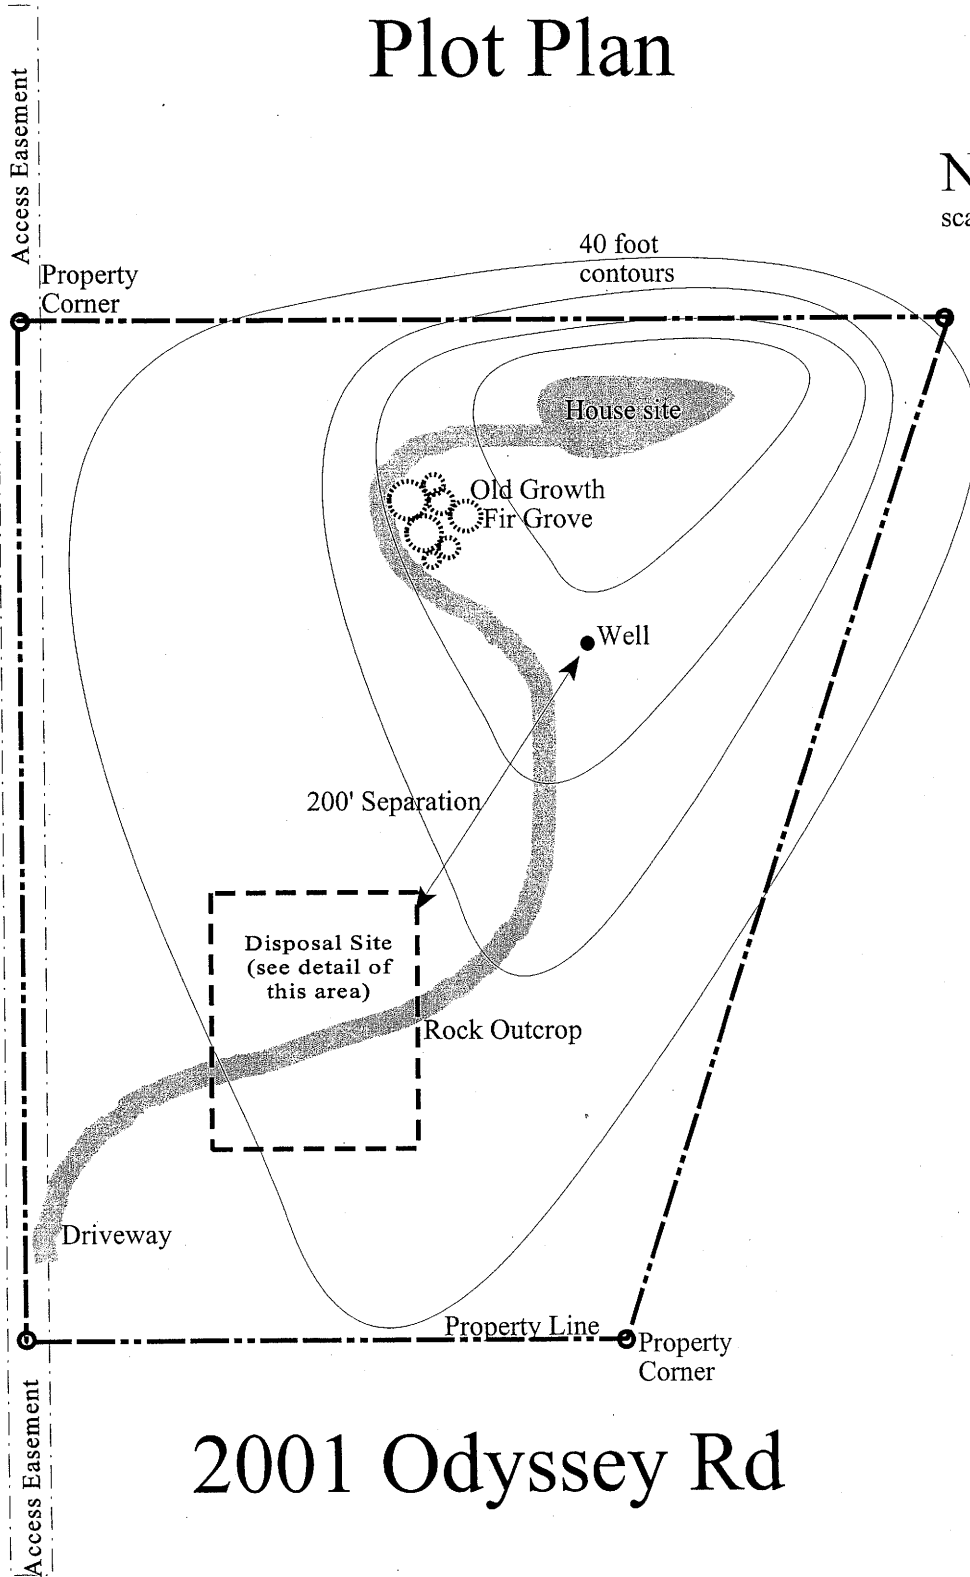 Plot Plan
Access Easement
N
sca
40 foot
contours
Property
Corner
House site
Old Growth
Fir Grove
Well
200' Separation
Disposal Site
(see detail of
this area)
Rock Outcrop
Driveway
Property Line
Property
Corner
Access Easement
2001 Odyssey Rd